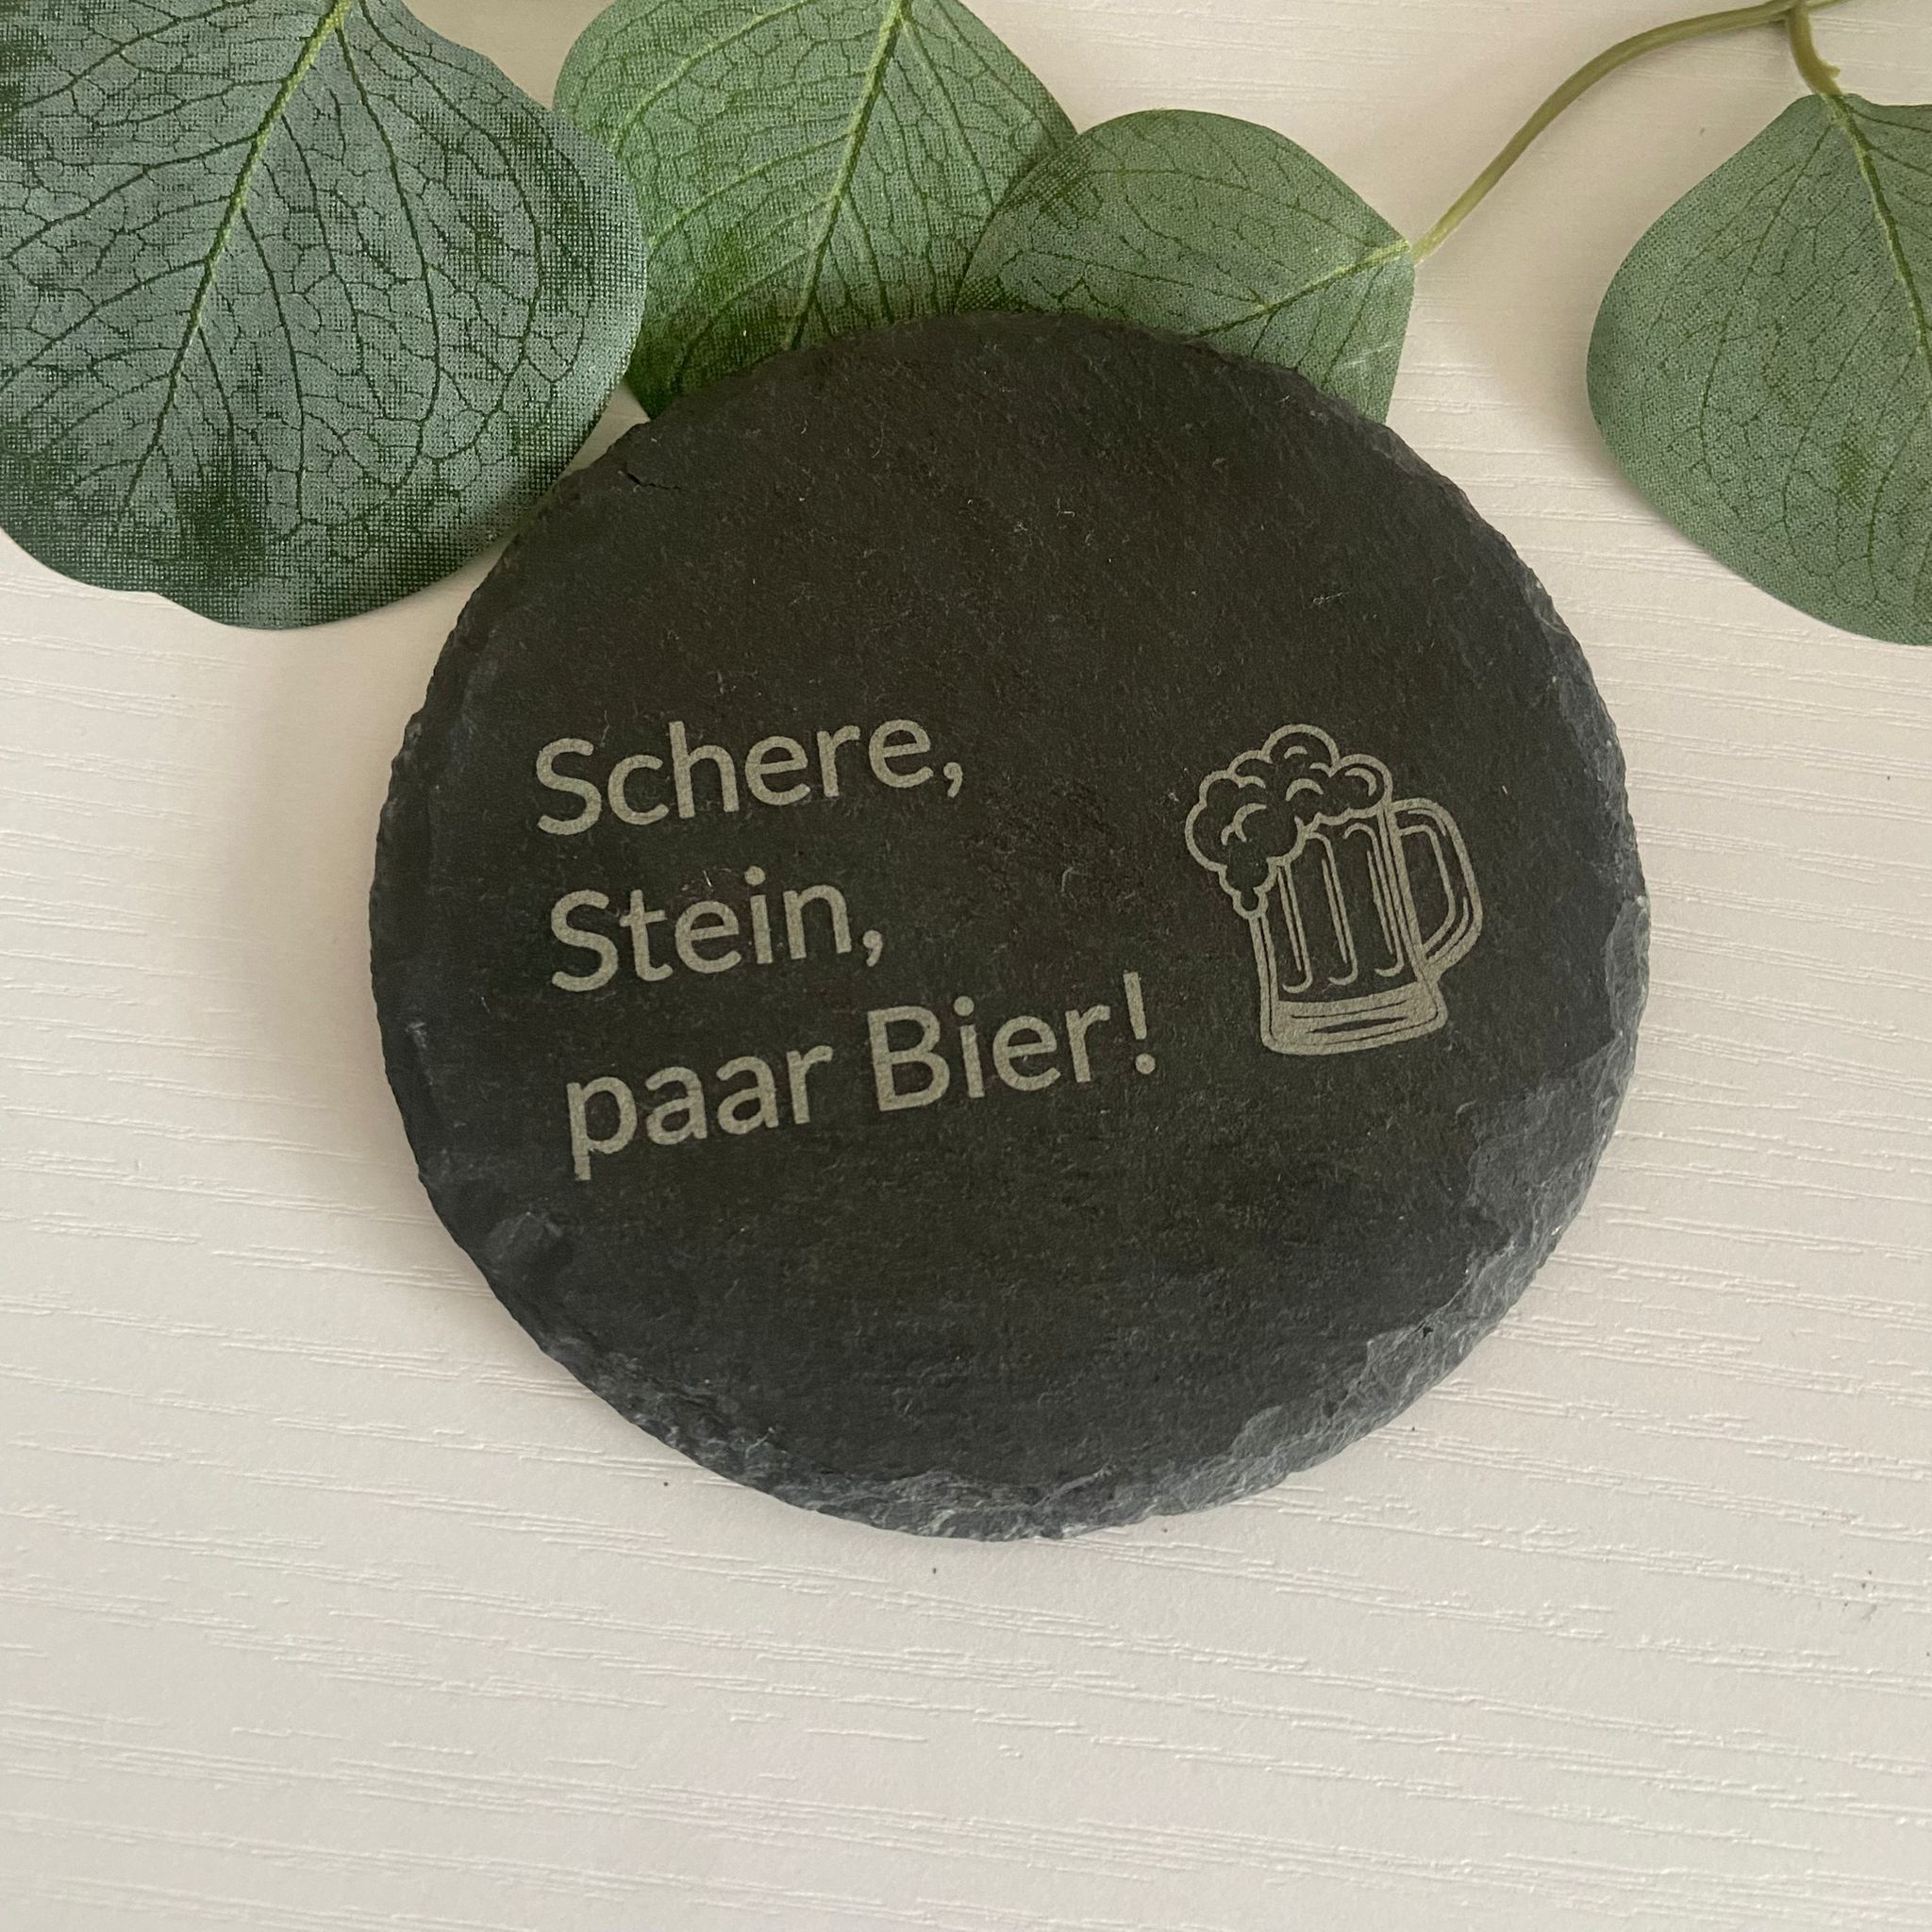 Schere,
Stein,
paar Bier!